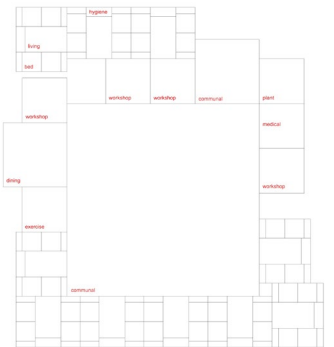 hygiene
living
bed
workshop
workshop
communal
plant
workshop
medical
dining
workshop
exercise
communal